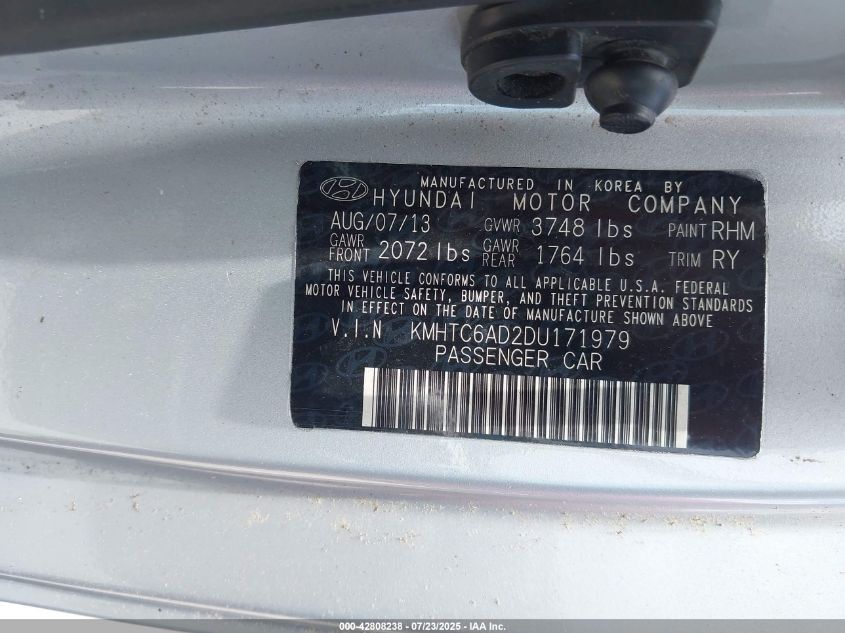 MANUFACTURED IN KOREA BY
HYUNDAI MOTOR COMPANY
AUG/07/13 GVWR 3748 lbs PAINT RHM
GAWR FRONT 2072 lbs GAWR REAR 1764 lbs TRIM RY
THIS VEHICLE CONFORMS TO ALL APPLICABLE U.S.A. FEDERAL
MOTOR VEHICLE SAFETY, BUMPER, AND THEFT PREVENTION STANDARDS
IN EFFECT ON THE DATE OF MANUFACTURE SHOWN ABOVE
V.I.N KMHTC6AD2DU171979
PASSENGER CAR
000-42808238 - 07/23/2025 - IAA Inc.